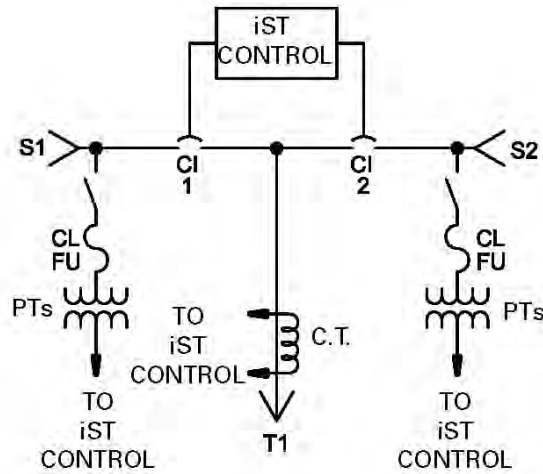 iST
CONTROL
S1
CI
1
CI
2
S2
CL
FU
PTs
TO
iST
CONTROL
TO
iST
CONTROL
C.T.
T1
CL
FU
PTs
TO
iST
CONTROL